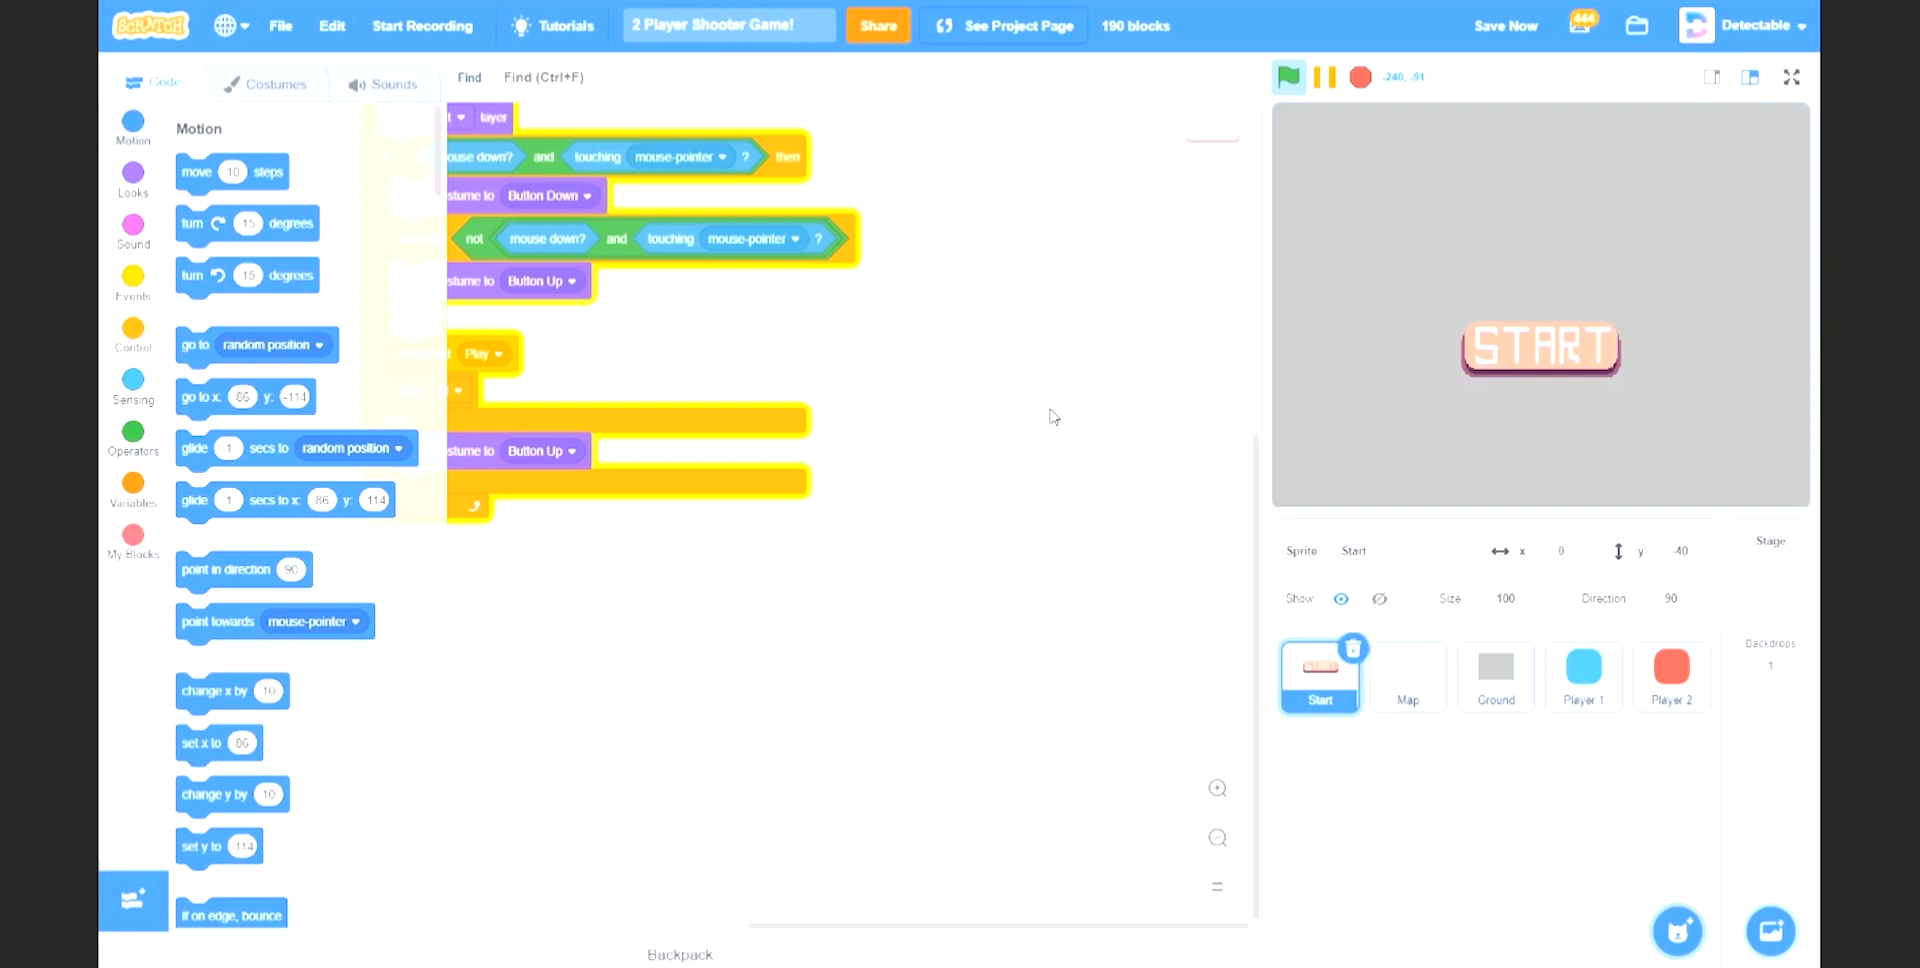 SCRATCH File Edit Start Recording Tutorials 2 Player Shooter Game! Share See Project Page 190 blocks Save Now 444 Detectable
Code Costumes Sounds Find Find (Ctrl+F) -240, -91
Motion
Looks
Sound
Events
Control
Sensing
Operators
Variables
My Blocks
Motion
move 10 steps
turn 15 degrees
turn 15 degrees
go to random position
go to x: 86 y: -114
glide 1 secs to random position
glide 1 secs to x: 86 y: 114
point in direction 90
point towards mouse-pointer
change x by 10
set x to 86
change y by 10
set y to 114
if on edge, bounce
t layer
ouse down? and touching mouse-pointer ? then
stume to Button Down
not mouse down? and touching mouse-pointer ?
stume to Button Up
Play
stume to Button Up
Backpack
START
Sprite Start x 0 y 40
Show Size 100 Direction 90
Start Map Ground Player 1 Player 2
Stage
Backdrops
1